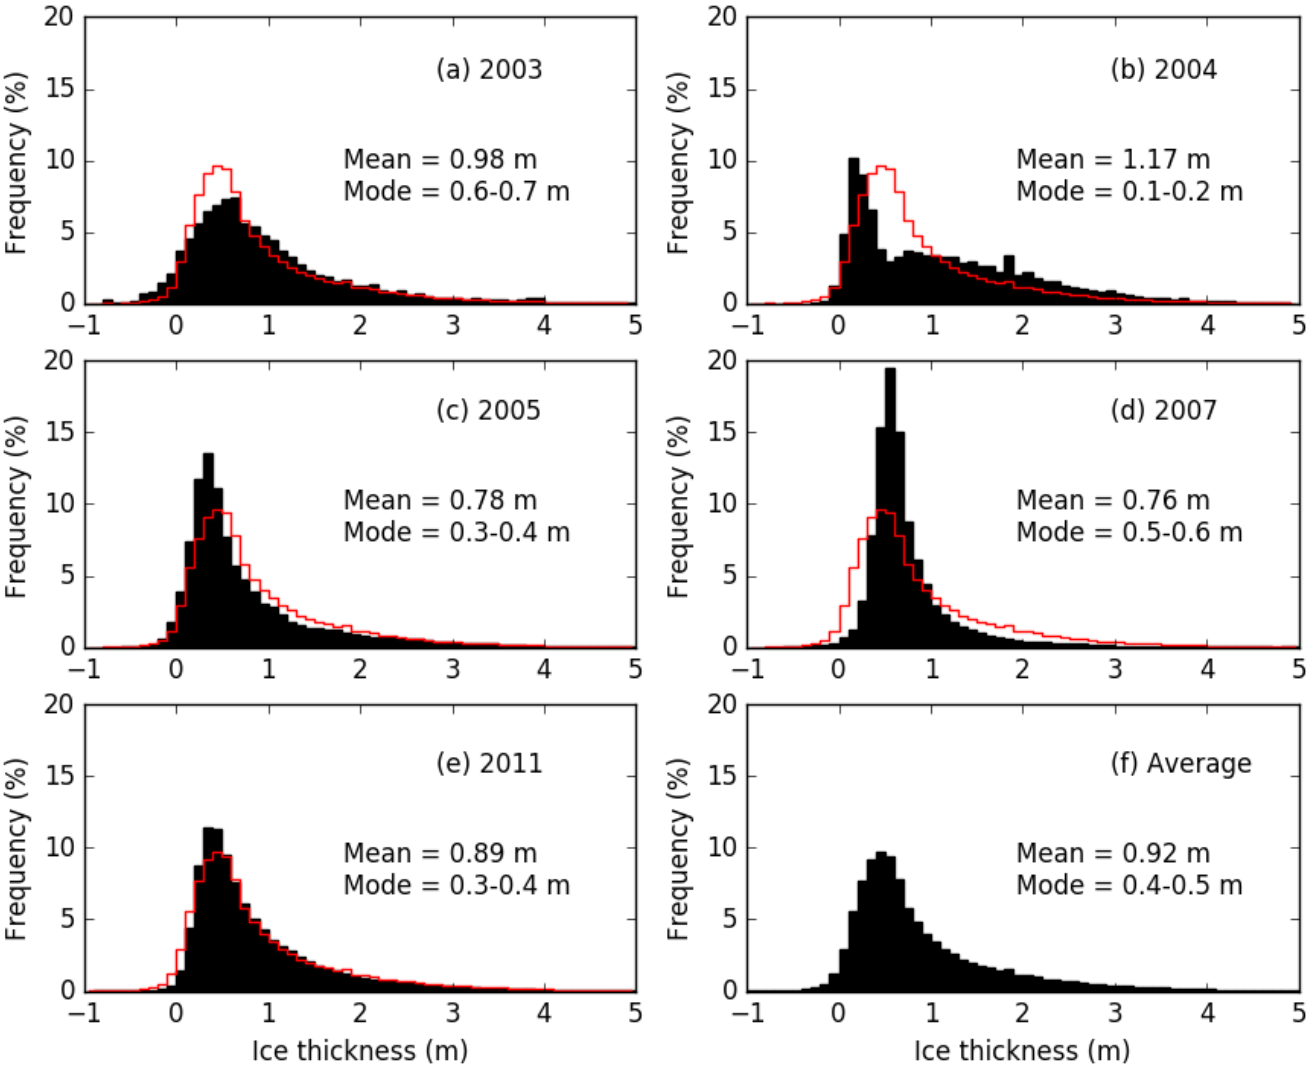 20
15
10
5
0
Frequency (%)
(a) 2003
Mean = 0.98 m
Mode = 0.6-0.7 m
−1 0 1 2 3 4 5
20
15
10
5
0
Frequency (%)
(b) 2004
Mean = 1.17 m
Mode = 0.1-0.2 m
−1 0 1 2 3 4 5
20
15
10
5
0
Frequency (%)
(c) 2005
Mean = 0.78 m
Mode = 0.3-0.4 m
−1 0 1 2 3 4 5
20
15
10
5
0
Frequency (%)
(d) 2007
Mean = 0.76 m
Mode = 0.5-0.6 m
−1 0 1 2 3 4 5
20
15
10
5
0
Frequency (%)
(e) 2011
Mean = 0.89 m
Mode = 0.3-0.4 m
−1 0 1 2 3 4 5
Ice thickness (m)
20
15
10
5
0
Frequency (%)
(f) Average
Mean = 0.92 m
Mode = 0.4-0.5 m
−1 0 1 2 3 4 5
Ice thickness (m)